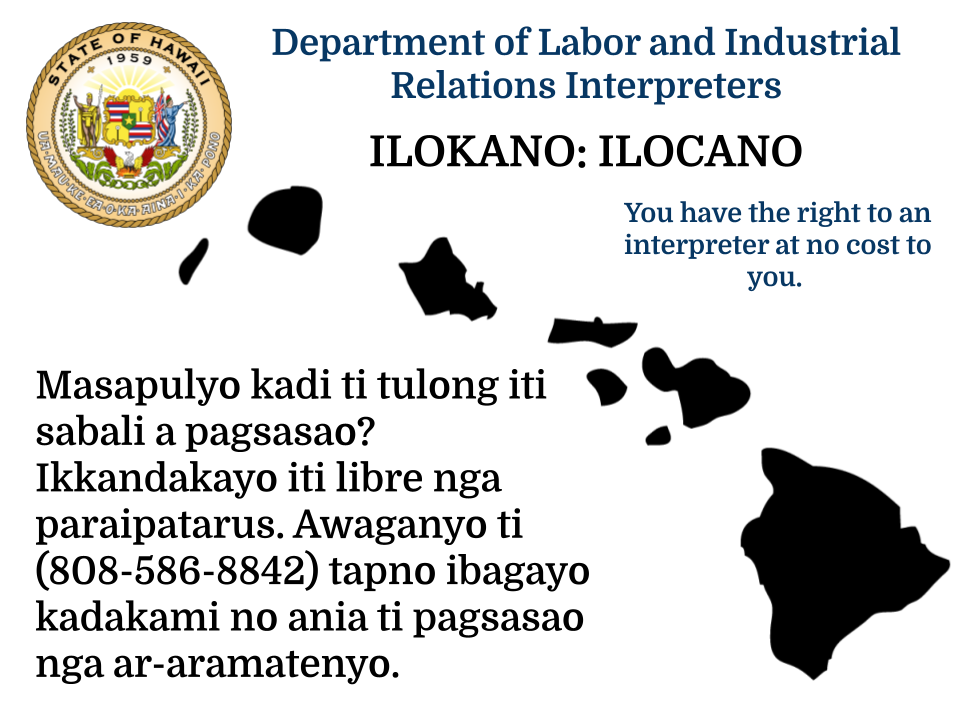 STATE OF HAWAII
1959
UA MAU KE EA O KA AINA I KA PONO
Department of Labor and Industrial
Relations Interpreters
ILOKANO: ILOCANO
You have the right to an
interpreter at no cost to
you.
Masapulyo kadi ti tulong iti
sabali a pagsasao?
Ikkandakayo iti libre nga
paraipatarus. Awaganyo ti
(808-586-8842) tapno ibagayo
kadakami no ania ti pagsasao
nga ar-aramatenyo.